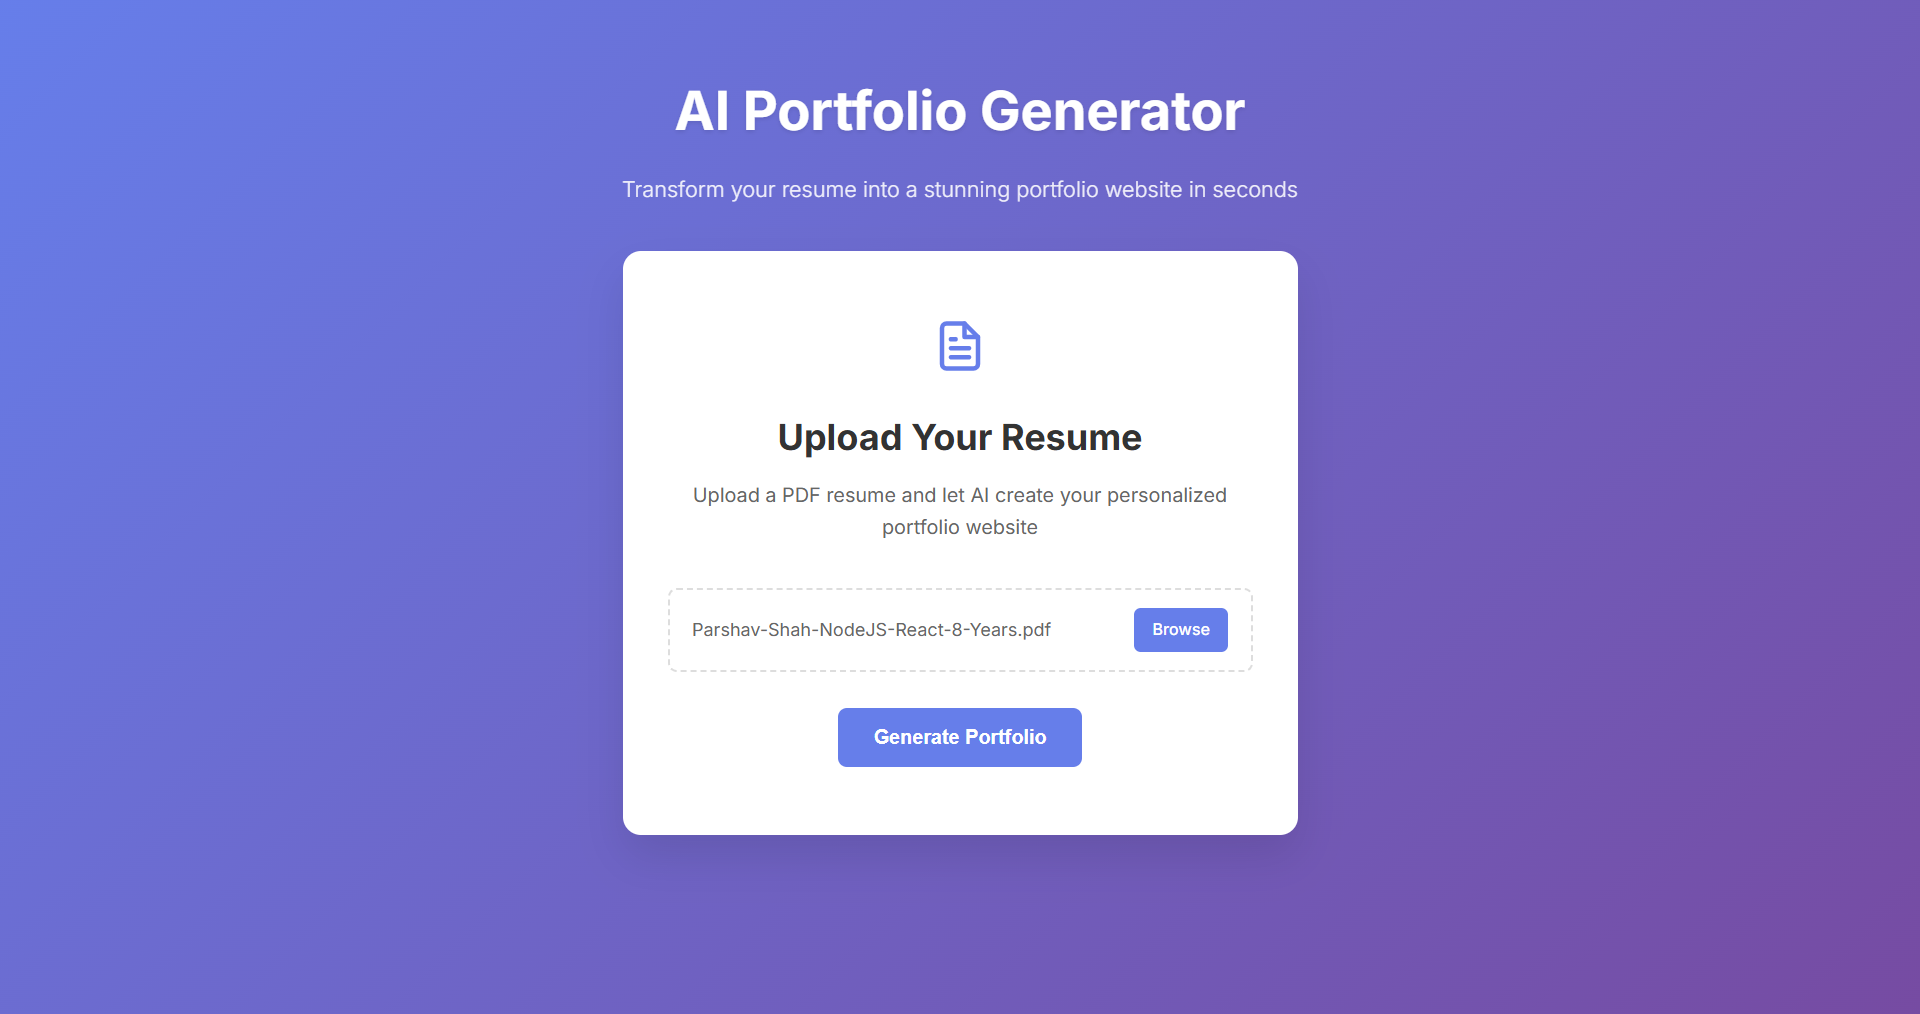 AI Portfolio Generator
Transform your resume into a stunning portfolio website in seconds
Upload Your Resume
Upload a PDF resume and let AI create your personalized
portfolio website
Parshav-Shah-NodeJS-React-8-Years.pdf
Browse
Generate Portfolio